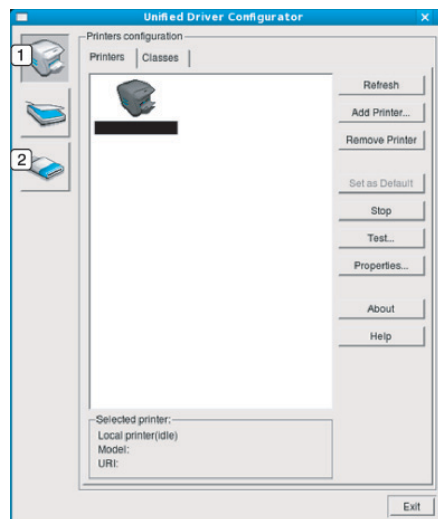 Unified Driver Configurator
Printers configuration
1
Printers
Classes
Refresh
Add Printer...
Remove Printer
2
Set as Default
Stop
Test...
Properties...
About
Help
Selected printer:
Local printer(idle)
Model:
URI:
Exit